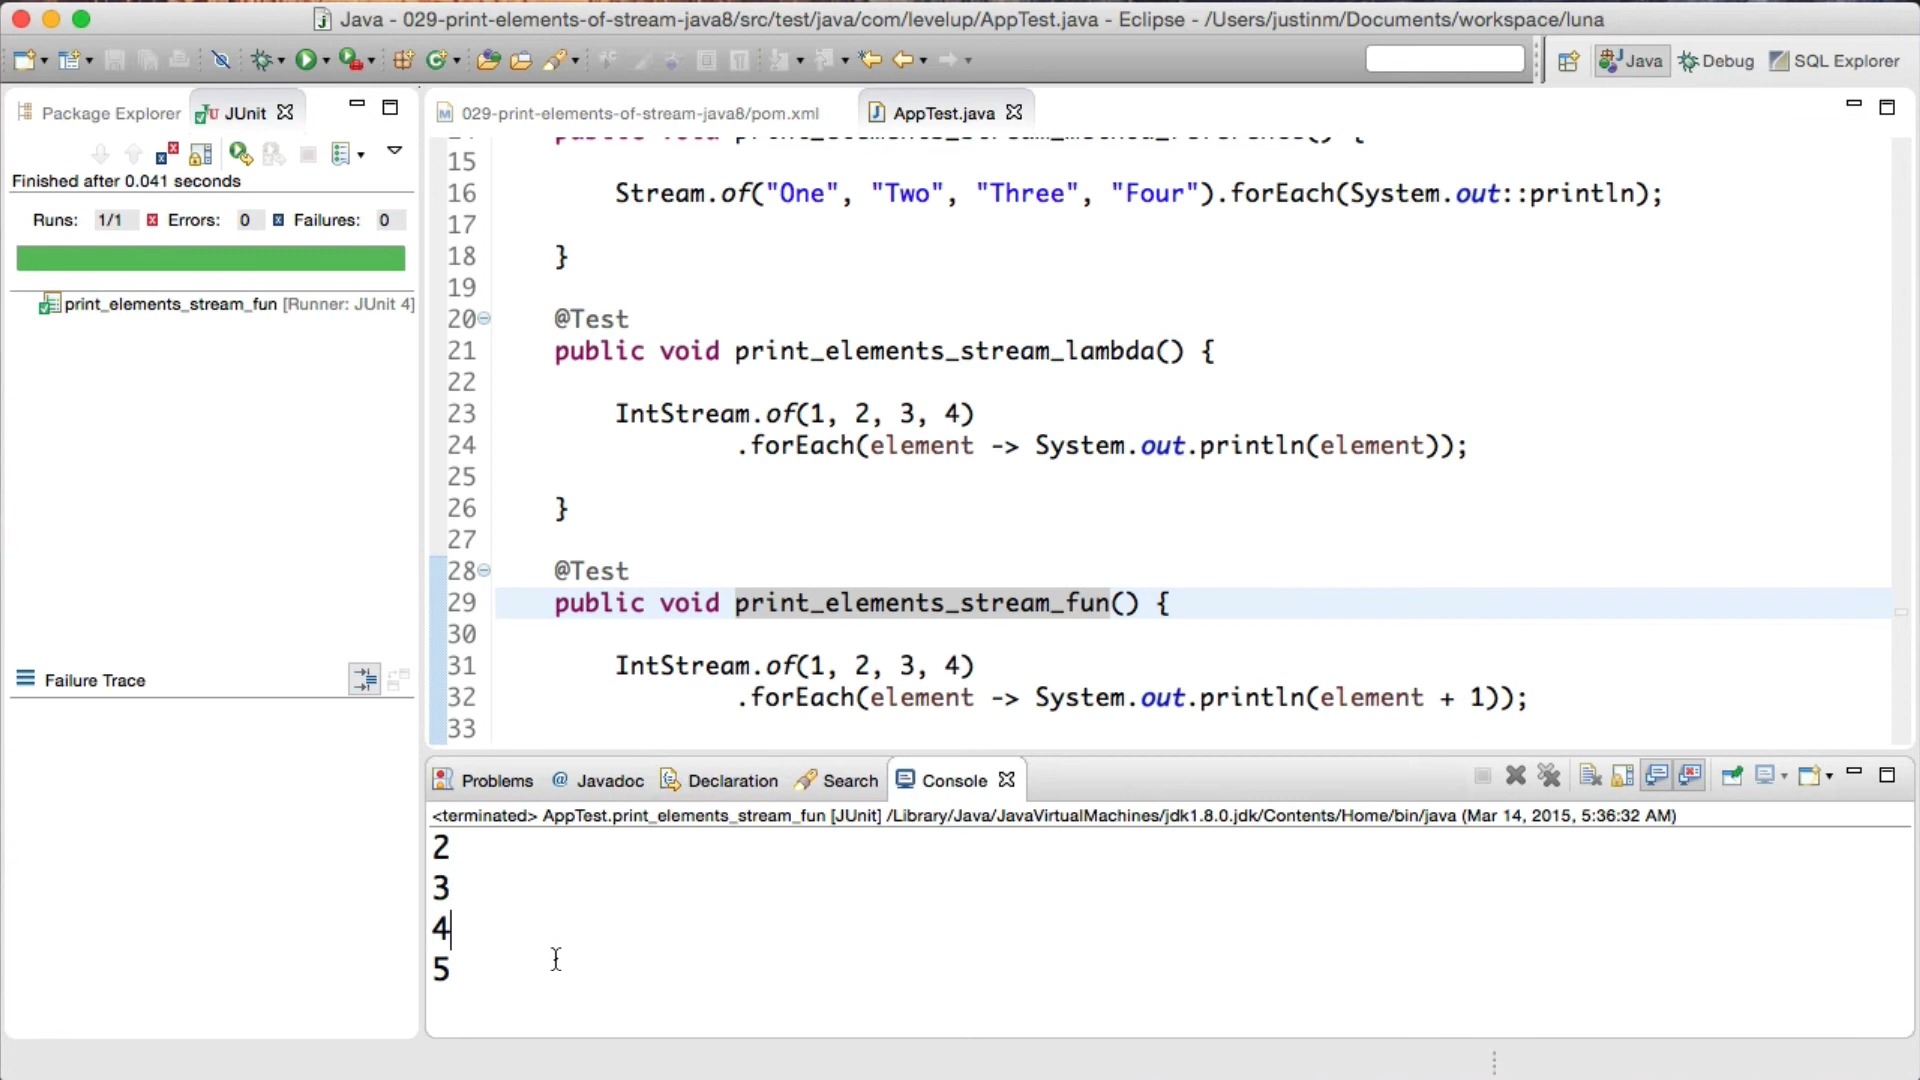 Java - 029-print-elements-of-stream-java8/src/test/java/com/levelup/AppTest.java - Eclipse - /Users/justinm/Documents/workspace/luna
Java Debug SQL Explorer
Package Explorer JUnit
Finished after 0.041 seconds
Runs: 1/1 Errors: 0 Failures: 0
print_elements_stream_fun [Runner: JUnit 4]
Failure Trace
029-print-elements-of-stream-java8/pom.xml AppTest.java
public void print_elements_stream_method_reference() {
15
16 Stream.of("One", "Two", "Three", "Four").forEach(System.out::println);
17
18 }
19
20 @Test
21 public void print_elements_stream_lambda() {
22
23 IntStream.of(1, 2, 3, 4)
24 .forEach(element -> System.out.println(element));
25
26 }
27
28 @Test
29 public void print_elements_stream_fun() {
30
31 IntStream.of(1, 2, 3, 4)
32 .forEach(element -> System.out.println(element + 1));
33
Problems @ Javadoc Declaration Search Console
<terminated> AppTest.print_elements_stream_fun [JUnit] /Library/Java/JavaVirtualMachines/jdk1.8.0.jdk/Contents/Home/bin/java (Mar 14, 2015, 5:36:32 AM)
2
3
4
5